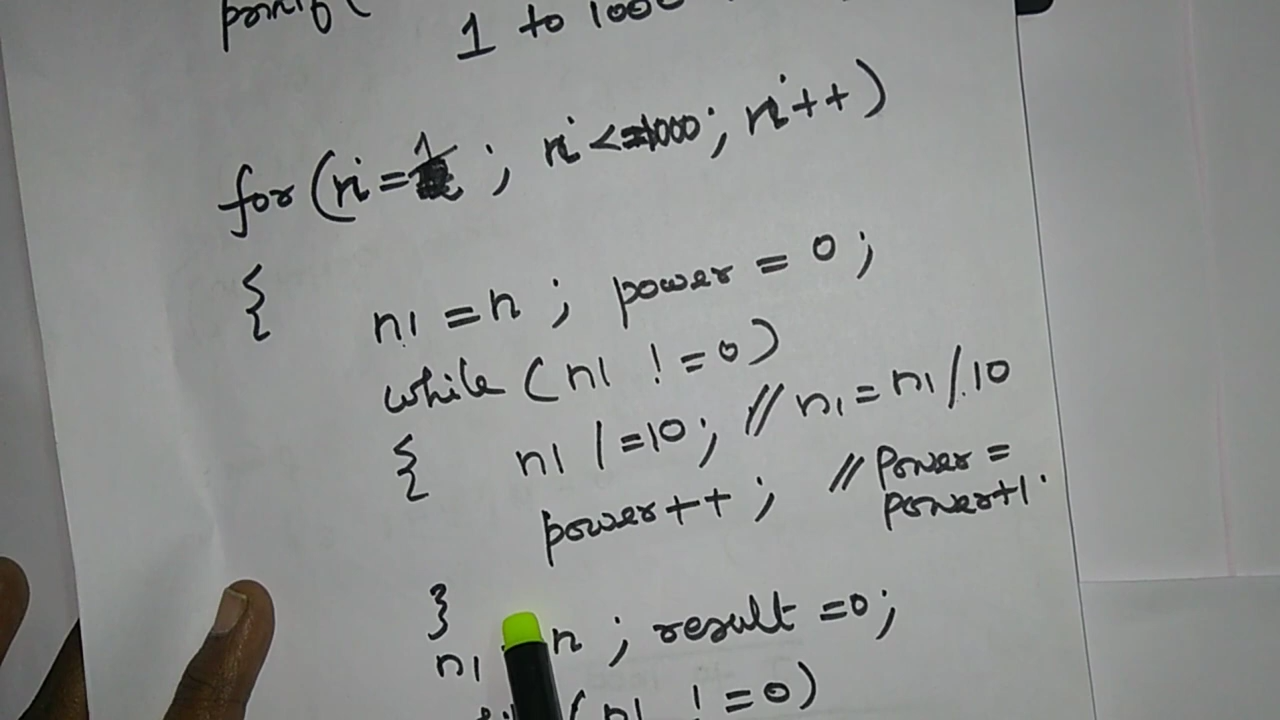 printf(
1 to 1000
for(n=1; n<=1000; n++)
{ n1=n; power=0;
while(n1 !=0)
{ n1 /=10; // n1=n1/10
power++; // Power=
power+1.
}
n1 n; result=0;
(n1 !=0)